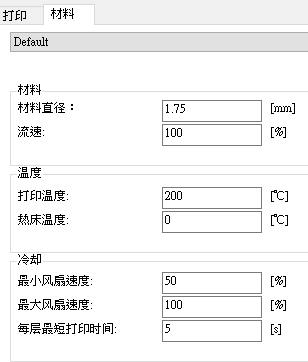 打印 材料
Default
材料
材料直径： 1.75 [mm]
流速: 100 [%]
温度
打印温度: 200 [℃]
热床温度: 0 [℃]
冷却
最小风扇速度: 50 [%]
最大风扇速度: 100 [%]
每层最短打印时间: 5 [s]